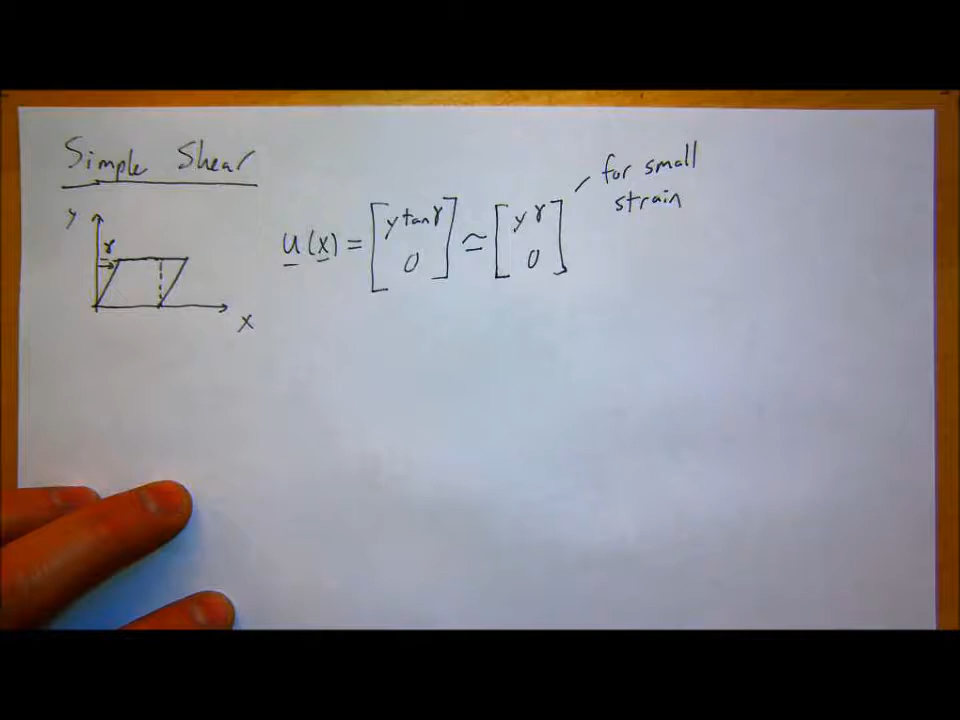 Simple Shear
for small
strain
y
γ
x
u(x) = [y tan γ
0] ≃ [y γ
0]